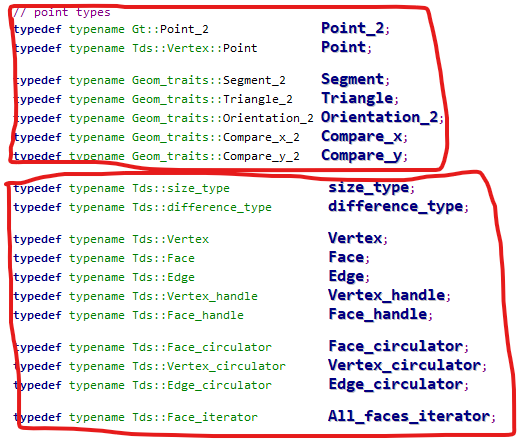 // point types
typedef typename Gt::Point_2 Point_2;
typedef typename Tds::Vertex::Point Point;
typedef typename Geom_traits::Segment_2 Segment;
typedef typename Geom_traits::Triangle_2 Triangle;
typedef typename Geom_traits::Orientation_2 Orientation_2;
typedef typename Geom_traits::Compare_x_2 Compare_x;
typedef typename Geom_traits::Compare_y_2 Compare_y;
typedef typename Tds::size_type size_type;
typedef typename Tds::difference_type difference_type;
typedef typename Tds::Vertex Vertex;
typedef typename Tds::Face Face;
typedef typename Tds::Edge Edge;
typedef typename Tds::Vertex_handle Vertex_handle;
typedef typename Tds::Face_handle Face_handle;
typedef typename Tds::Face_circulator Face_circulator;
typedef typename Tds::Vertex_circulator Vertex_circulator;
typedef typename Tds::Edge_circulator Edge_circulator;
typedef typename Tds::Face_iterator All_faces_iterator;